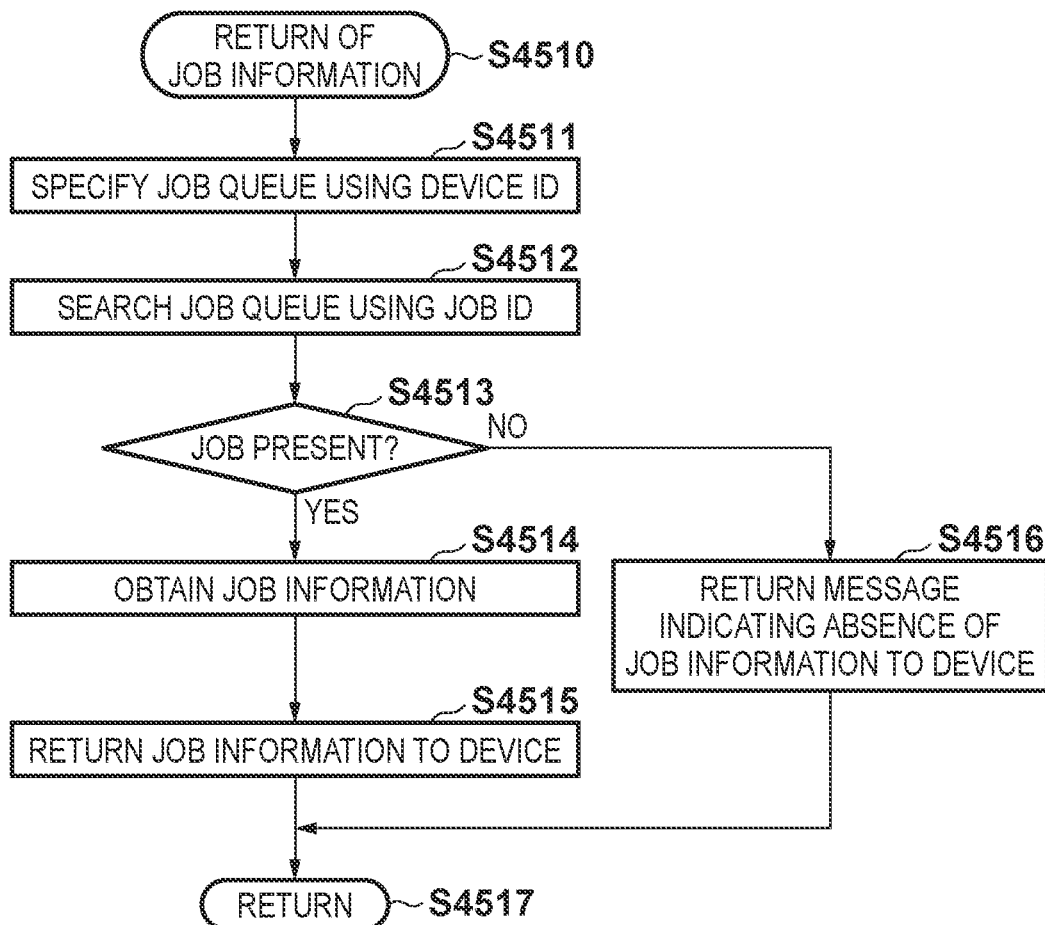 RETURN OF
JOB INFORMATION
S4510
S4511
SPECIFY JOB QUEUE USING DEVICE ID
S4512
SEARCH JOB QUEUE USING JOB ID
S4513
JOB PRESENT?
NO
YES
S4514
OBTAIN JOB INFORMATION
S4516
RETURN MESSAGE
INDICATING ABSENCE OF
JOB INFORMATION TO DEVICE
S4515
RETURN JOB INFORMATION TO DEVICE
RETURN
S4517